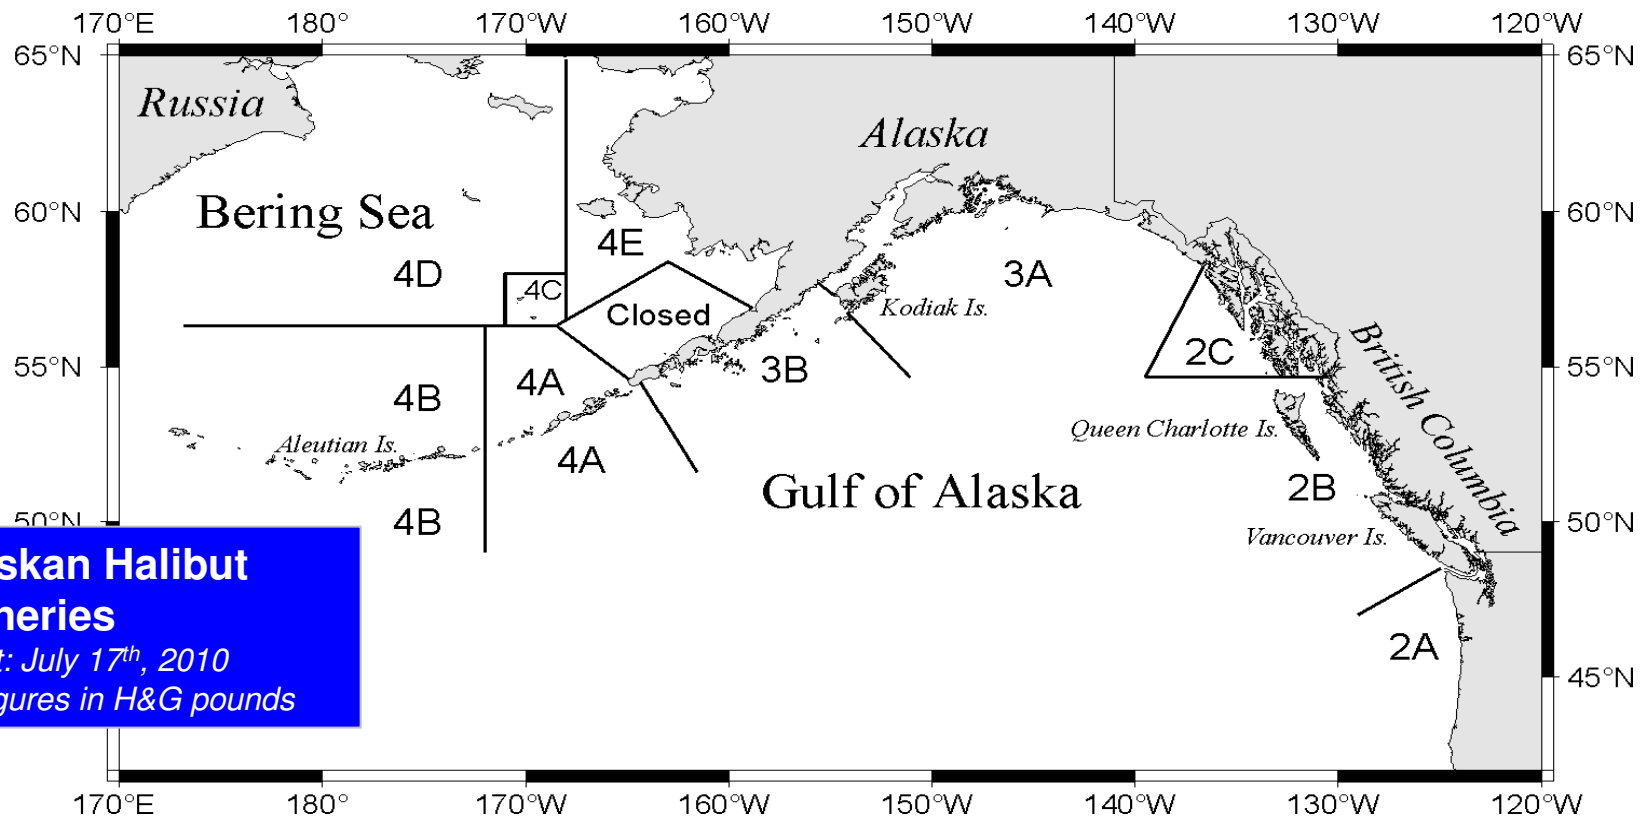 170°E 180° 170°W 160°W 150°W 140°W 130°W 120°W
65°N 65°N
Russia
Alaska
Bering Sea
60°N 60°N
4E
4D
3A
4C
Closed
Kodiak Is.
2C
British Columbia
55°N 55°N
3B
4A
4B
Queen Charlotte Is.
Aleutian Is.
4A
Gulf of Alaska
2B
50°N 50°N
4B
Vancouver Is.
skan Halibut
neries
t: July 17th, 2010
gures in H&G pounds
2A
45°N
170°E 180° 170°W 160°W 150°W 140°W 130°W 120°W